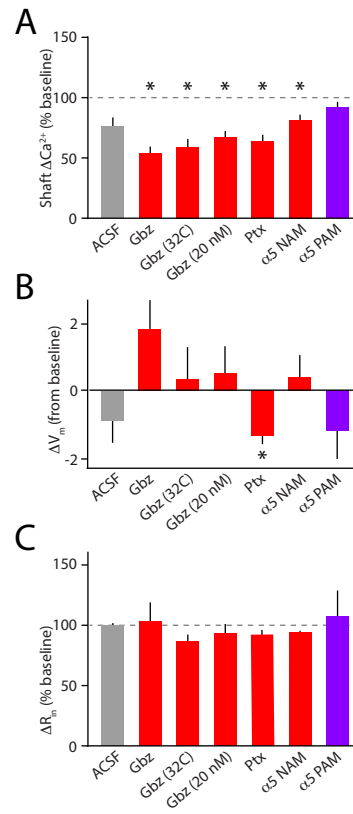 A
Shaft ΔCa²⁺ (% baseline)
150
100
50
0
* * * * *
ACSF
Gbz
Gbz (32C)
Gbz (20 nM)
Ptx
α5 NAM
α5 PAM
B
ΔVₘ (from baseline)
2
0
-2
*
ACSF
Gbz
Gbz (32C)
Gbz (20 nM)
Ptx
α5 NAM
α5 PAM
C
ΔRᵢₙ (% baseline)
150
100
50
0
ACSF
Gbz
Gbz (32C)
Gbz (20 nM)
Ptx
α5 NAM
α5 PAM